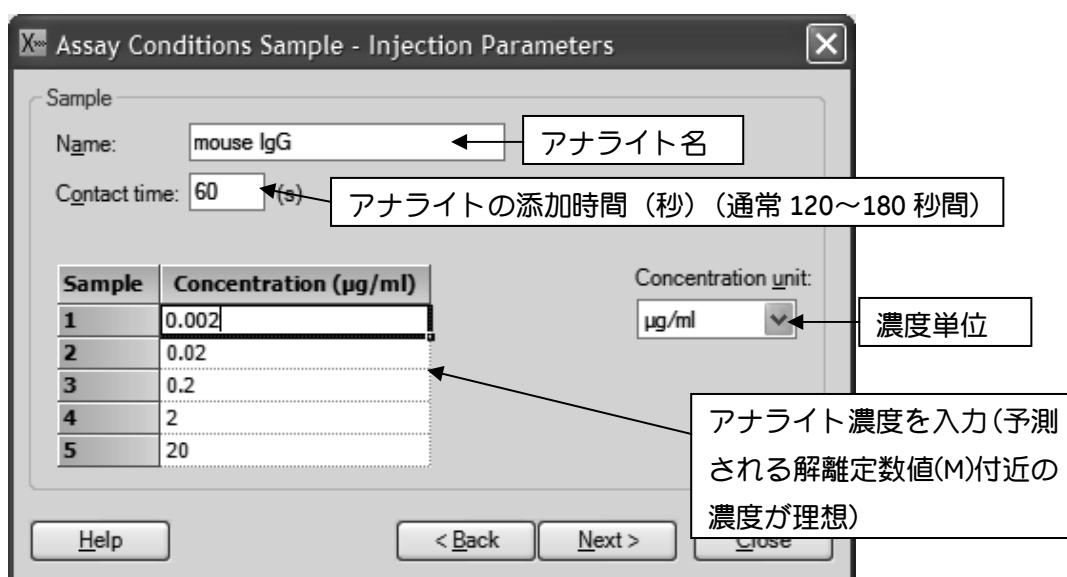 Assay Conditions Sample - Injection Parameters
Sample
Name: mouse IgG
アナライト名
Contact time: 60 (s)
アナライトの添加時間（秒）（通常 120～180 秒間）
Concentration unit:
µg/ml
濃度単位
Sample Concentration (µg/ml)
1 0.002
2 0.02
3 0.2
4 2
5 20
アナライト濃度を入力(予測
される解離定数値(M)付近の
濃度が理想)
Help < Back Next > Close